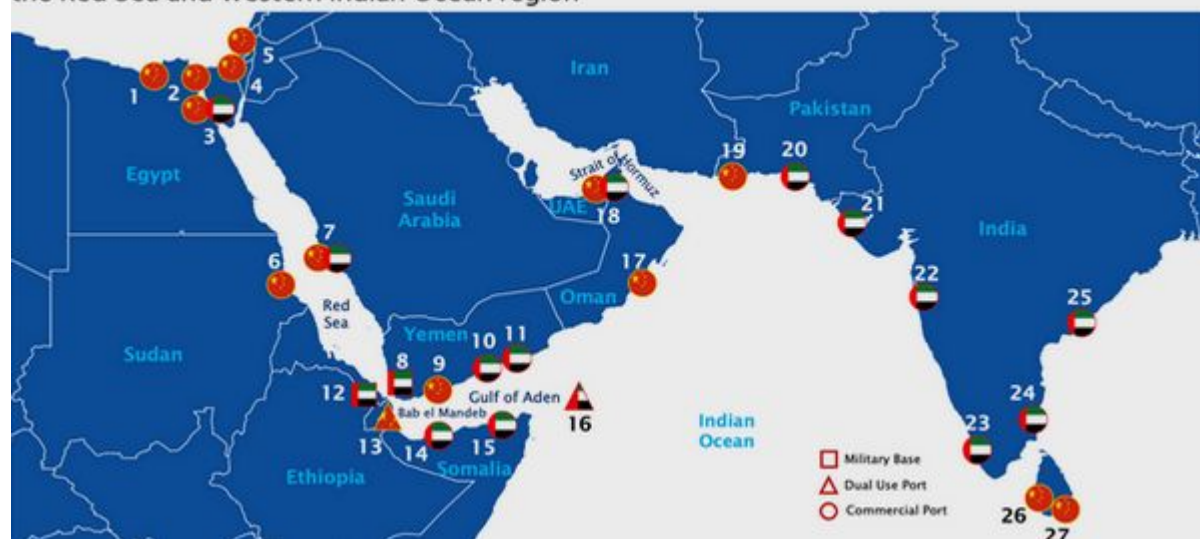 the Red Sea and Western Indian Ocean region
Iran
Pakistan
Egypt
Saudi
Arabia
Strait of Hormuz
UAE
India
Oman
Red
Sea
Yemen
Sudan
Gulf of Aden
Bab el Mandeb
Indian
Ocean
Ethiopia
Somalia
1
2
3
4
5
6
7
8
9
10
11
12
13
14
15
16
17
18
19
20
21
22
23
24
25
26
27
Military Base
Dual Use Port
Commercial Port